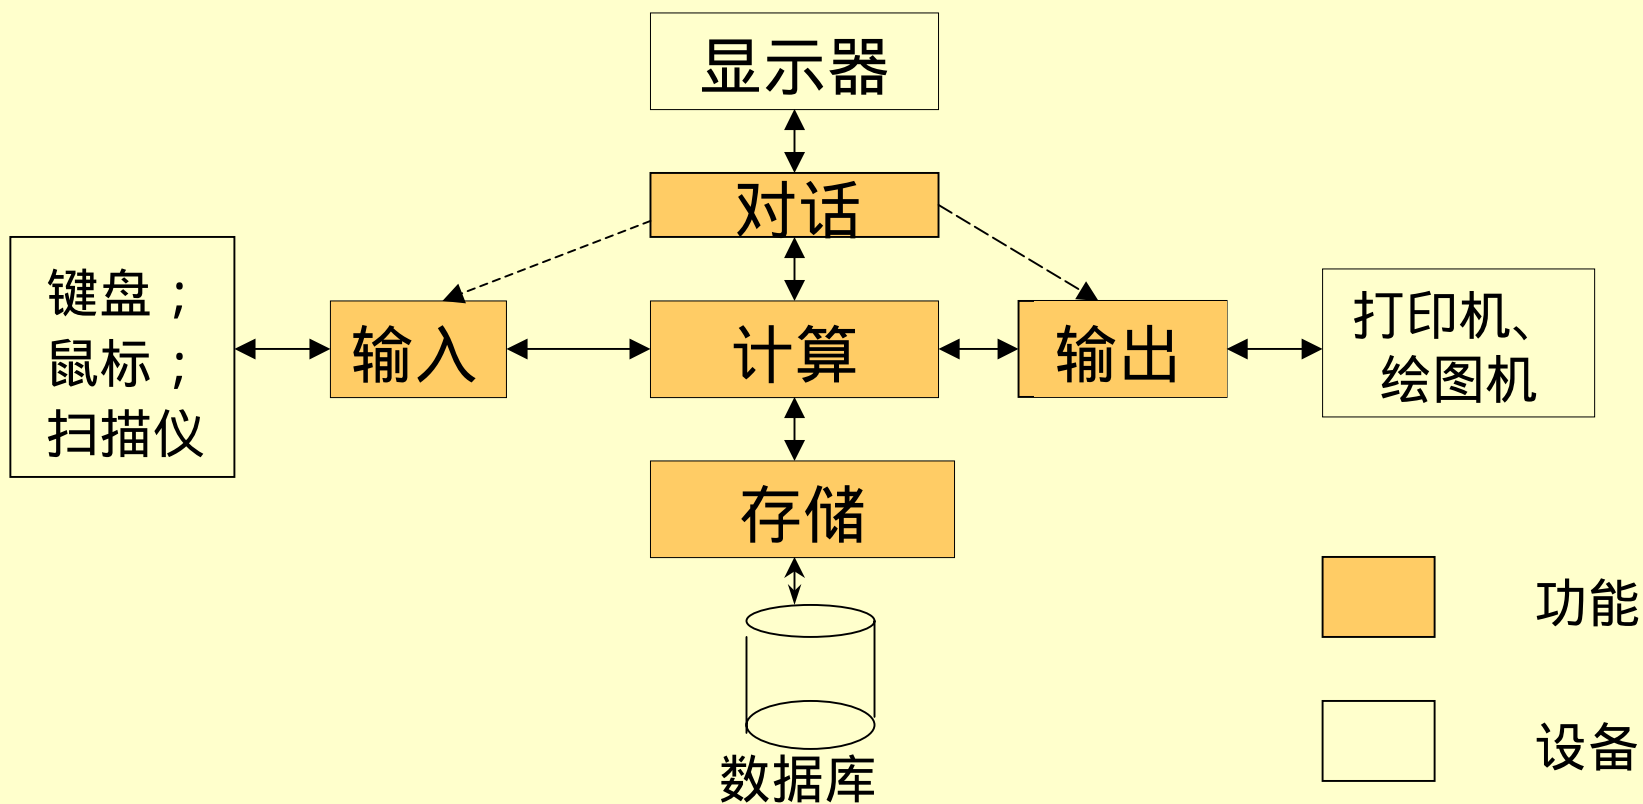 显示器
对话
键盘；
鼠标；
扫描仪
输入
计算
输出
打印机、
绘图机
存储
功能
设备
数据库